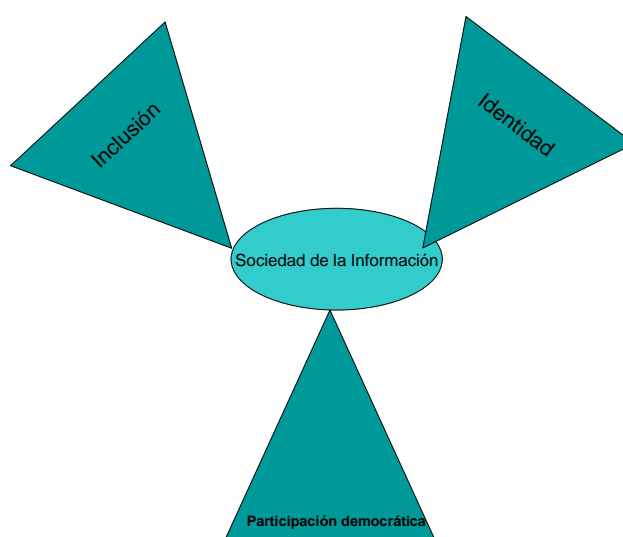 Inclusión
Identidad
Sociedad de la Información
Participación democrática